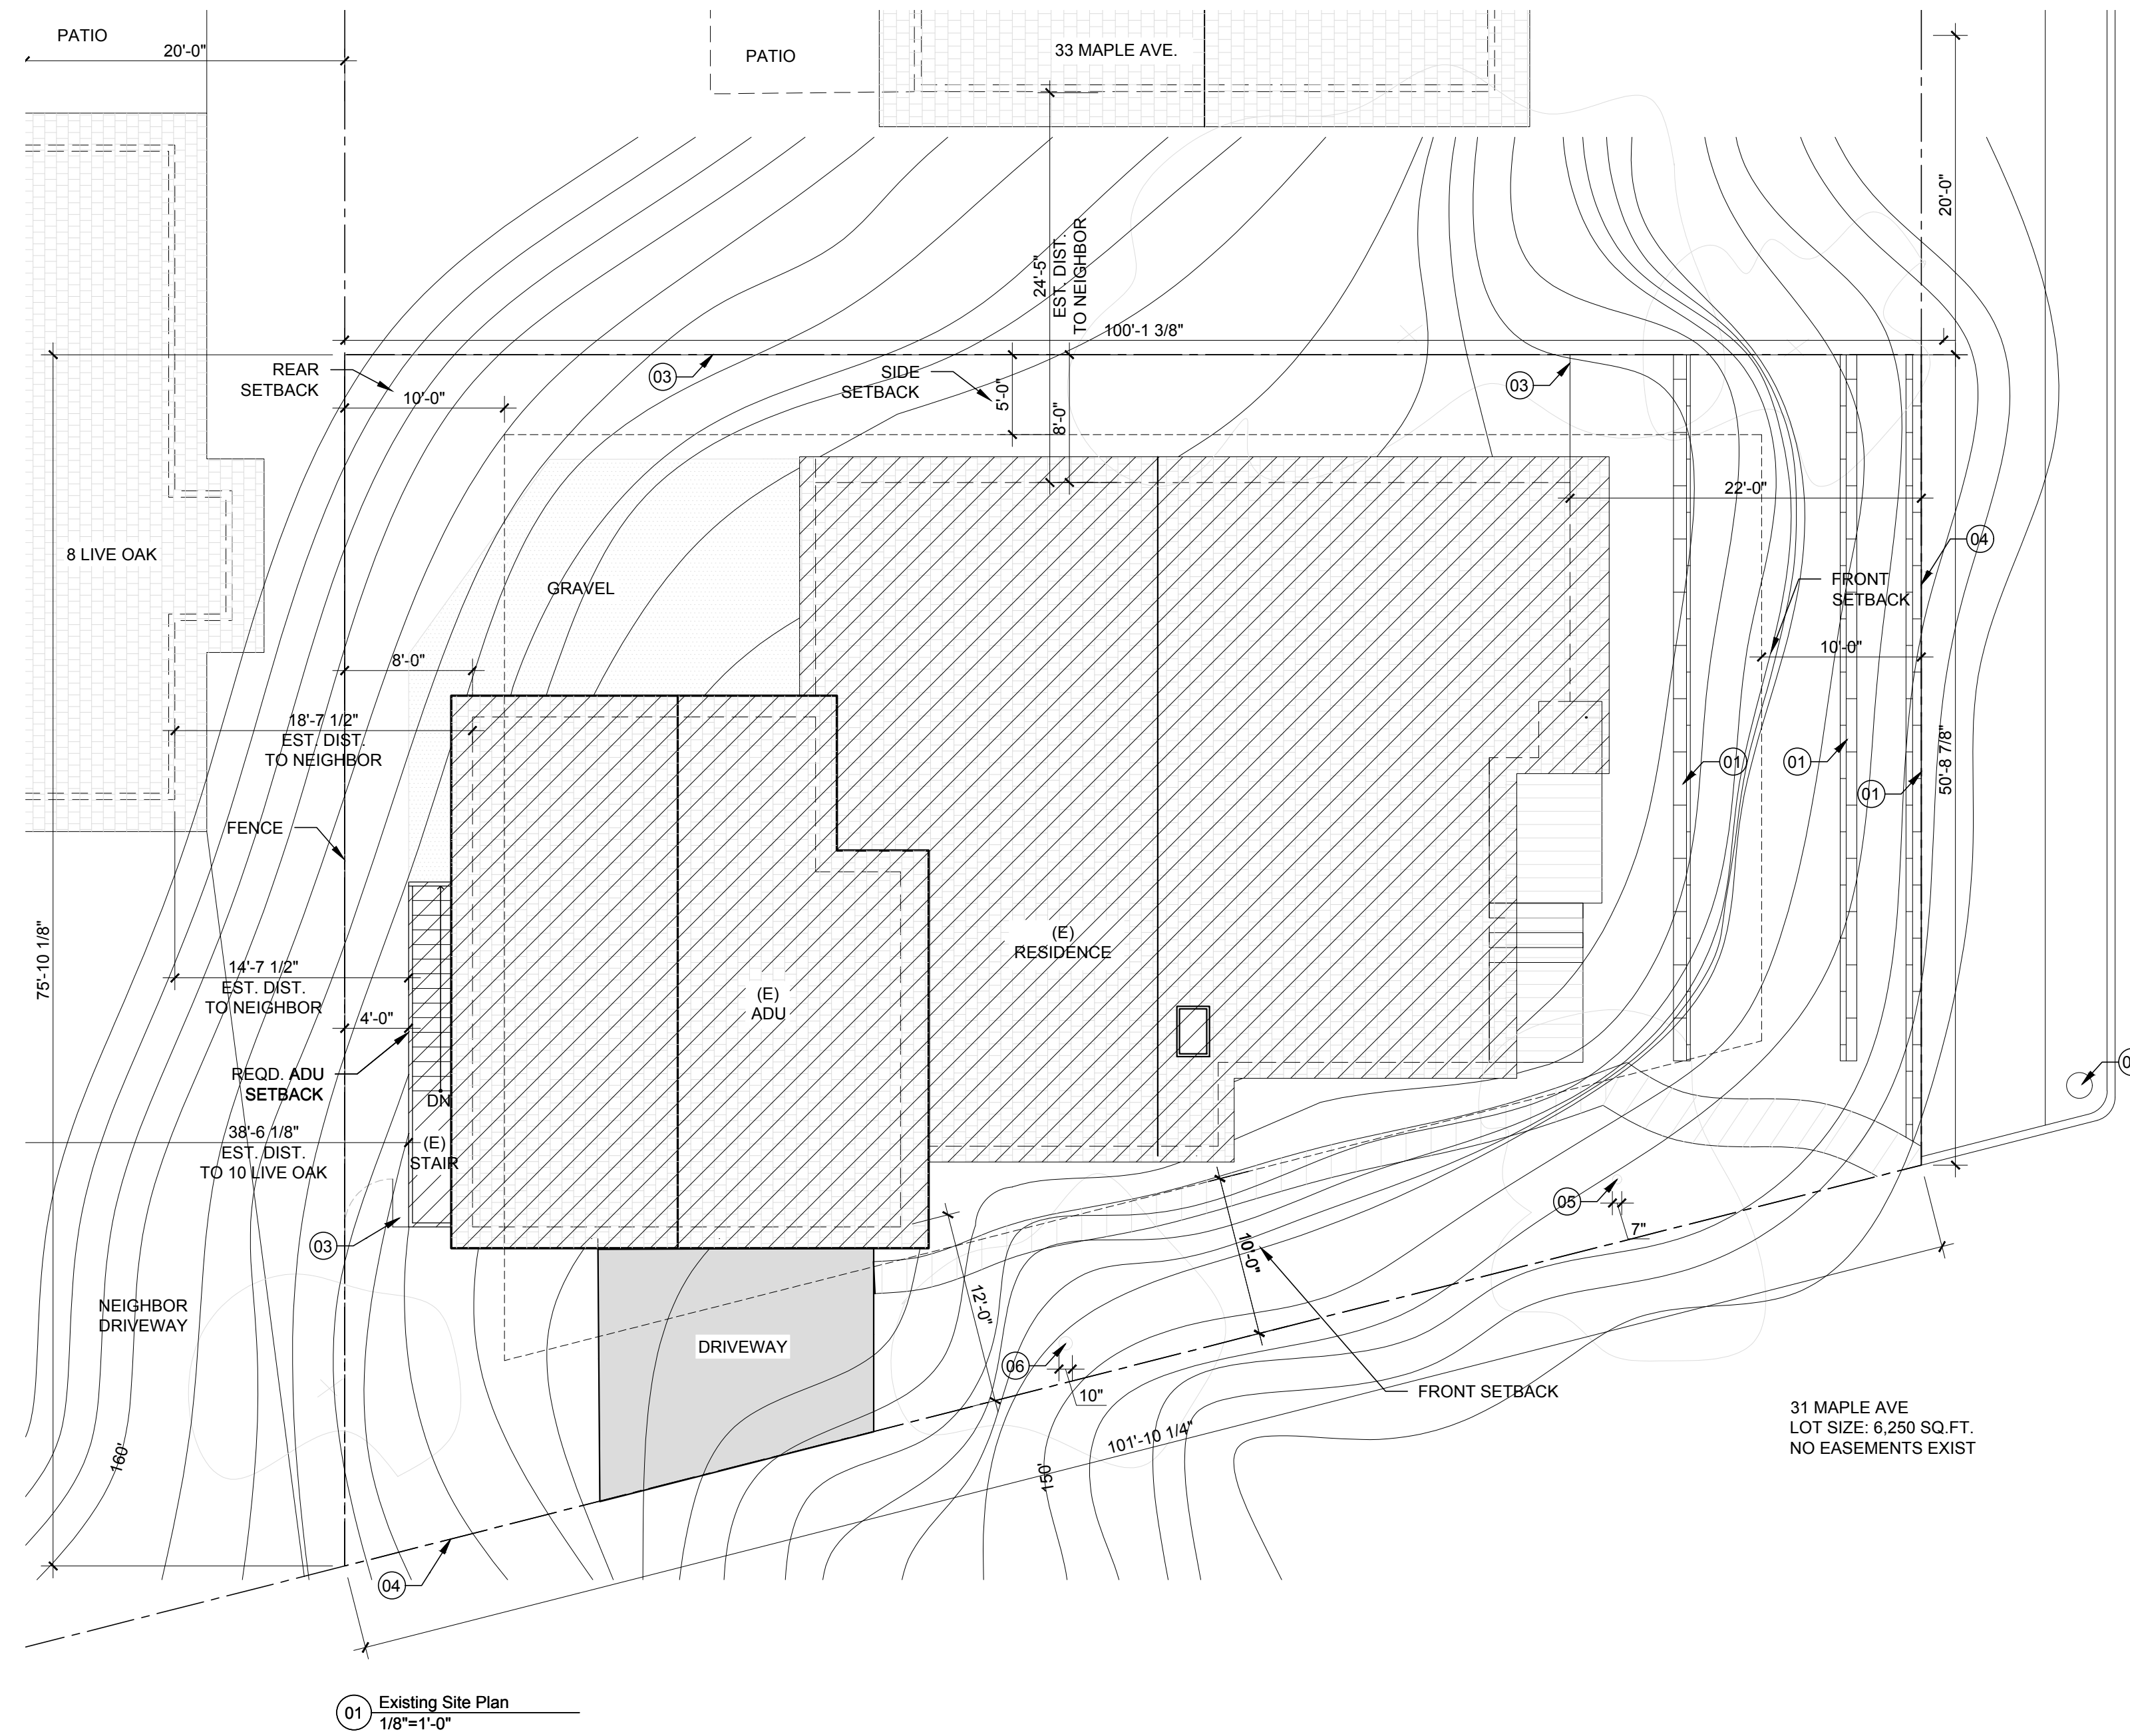 PATIO
20'-0"
PATIO
33 MAPLE AVE.
20'-0"
24'-5"
EST. DIST.
TO NEIGHBOR
100'-1 3/8"
REAR
SETBACK
03
SIDE
SETBACK
03
10'-0"
5'-0"
8'-0"
22'-0"
04
8 LIVE OAK
GRAVEL
FRONT
SETBACK
10'-0"
8'-0"
18'-7 1/2"
EST. DIST.
TO NEIGHBOR
01
01
01
50'-8 7/8"
FENCE
75'-10 1/8"
(E)
RESIDENCE
14'-7 1/2"
EST. DIST.
TO NEIGHBOR
(E)
ADU
4'-0"
REQD. ADU
SETBACK
DN
38'-6 1/8"
EST. DIST.
TO 10 LIVE OAK
(E)
STAIR
03
05
7"
10'-0"
12'-0"
NEIGHBOR
DRIVEWAY
DRIVEWAY
06
10"
FRONT SETBACK
31 MAPLE AVE
LOT SIZE: 6,250 SQ.FT.
NO EASEMENTS EXIST
101'-10 1/4"
160'
150'
04
01
Existing Site Plan
1/8"=1'-0"